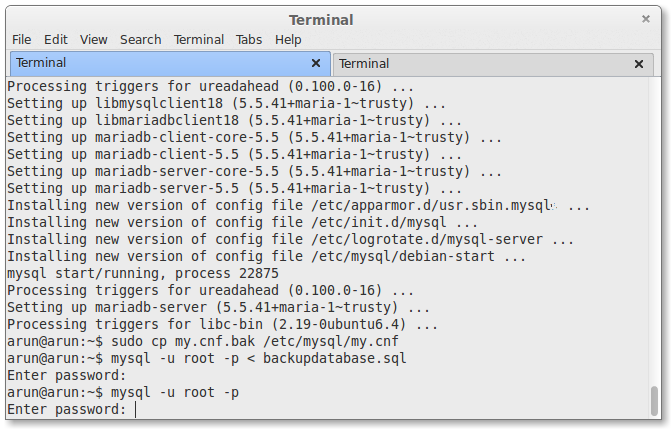 Terminal
File Edit View Search Terminal Tabs Help
Terminal Terminal
Processing triggers for ureadahead (0.100.0-16) ...
Setting up libmysqlclient18 (5.5.41+maria-1~trusty) ...
Setting up libmariadbclient18 (5.5.41+maria-1~trusty) ...
Setting up mariadb-client-core-5.5 (5.5.41+maria-1~trusty) ...
Setting up mariadb-client-5.5 (5.5.41+maria-1~trusty) ...
Setting up mariadb-server-core-5.5 (5.5.41+maria-1~trusty) ...
Setting up mariadb-server-5.5 (5.5.41+maria-1~trusty) ...
Installing new version of config file /etc/apparmor.d/usr.sbin.mysql ...
Installing new version of config file /etc/init.d/mysql ...
Installing new version of config file /etc/logrotate.d/mysql-server ...
Installing new version of config file /etc/mysql/debian-start ...
mysql start/running, process 22875
Processing triggers for ureadahead (0.100.0-16) ...
Setting up mariadb-server (5.5.41+maria-1~trusty) ...
Processing triggers for libc-bin (2.19-0ubuntu6.4) ...
arun@arun:~$ sudo cp my.cnf.bak /etc/mysql/my.cnf
arun@arun:~$ mysql -u root -p < backupdatabase.sql
Enter password:
arun@arun:~$ mysql -u root -p
Enter password: